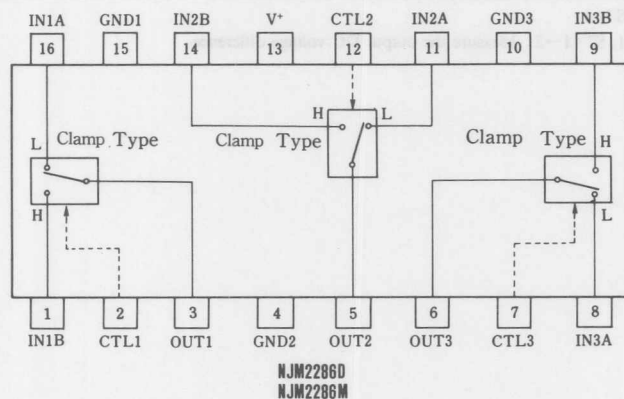 IN1A GND1 IN2B V+ CTL2 IN2A GND3 IN3B
16 15 14 13 12 11 10 9
H L
L Clamp Type Clamp Type Clamp Type H
H L
1 2 3 4 5 6 7 8
IN1B CTL1 OUT1 GND2 OUT2 OUT3 CTL3 IN3A
NJM2286D
NJM2286M